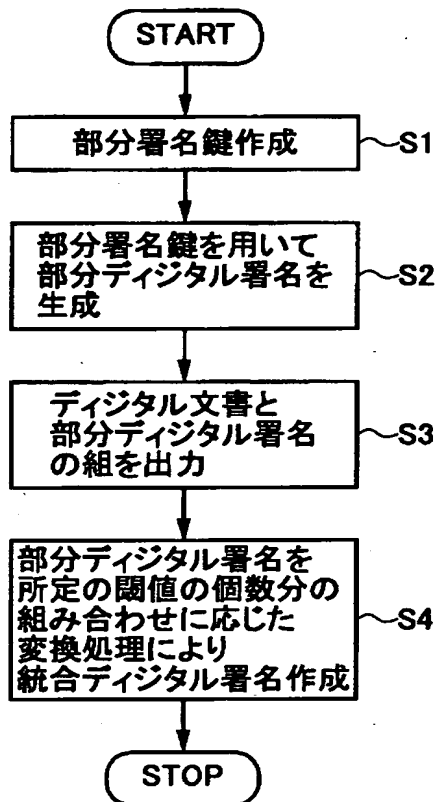 START
部分署名鍵作成
S1
部分署名鍵を用いて
部分ディジタル署名を
生成
S2
ディジタル文書と
部分ディジタル署名
の組を出力
S3
部分ディジタル署名を
所定の閾値の個数分の
組み合わせに応じた
変換処理により
統合ディジタル署名作成
S4
STOP